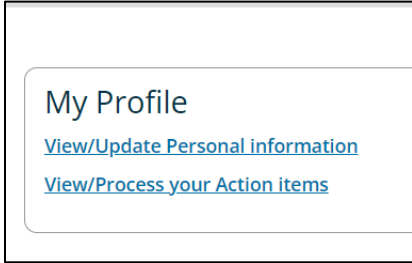 My Profile
View/Update Personal information
View/Process your Action items